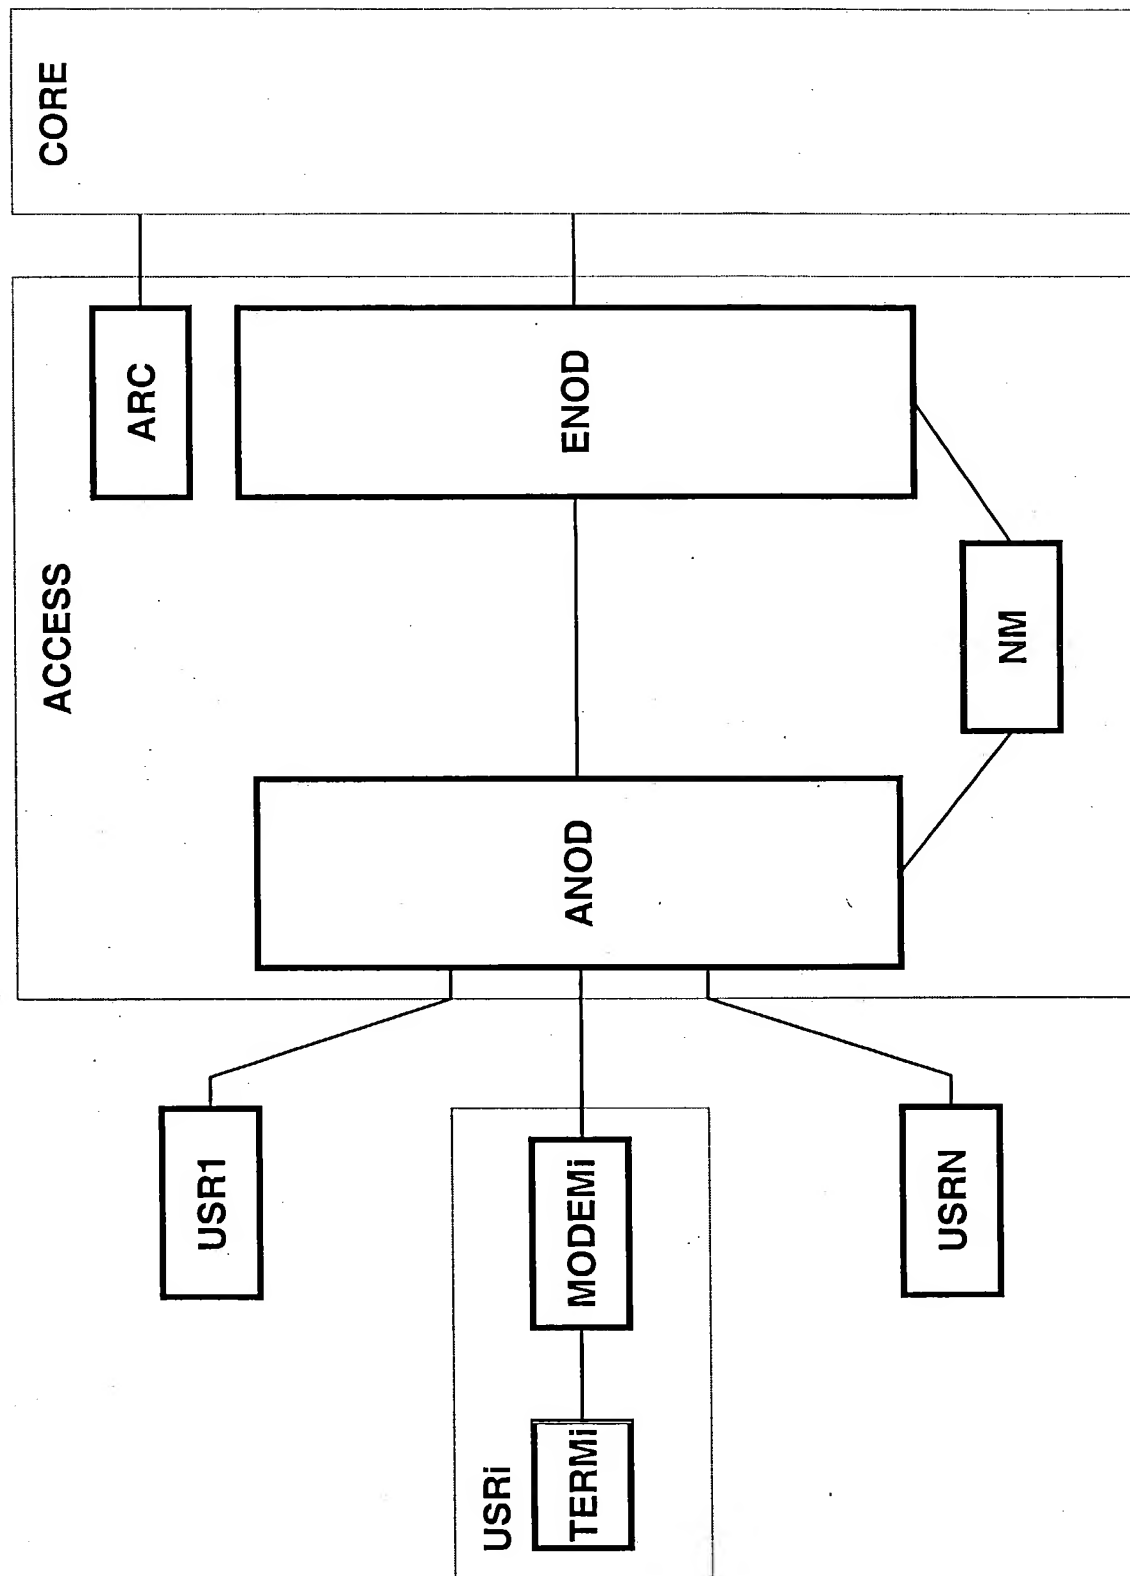 CORE
ACCESS
ARC
ENOD
NM
ANOD
USR1
USRi
MODEMi
TERMi
USRN